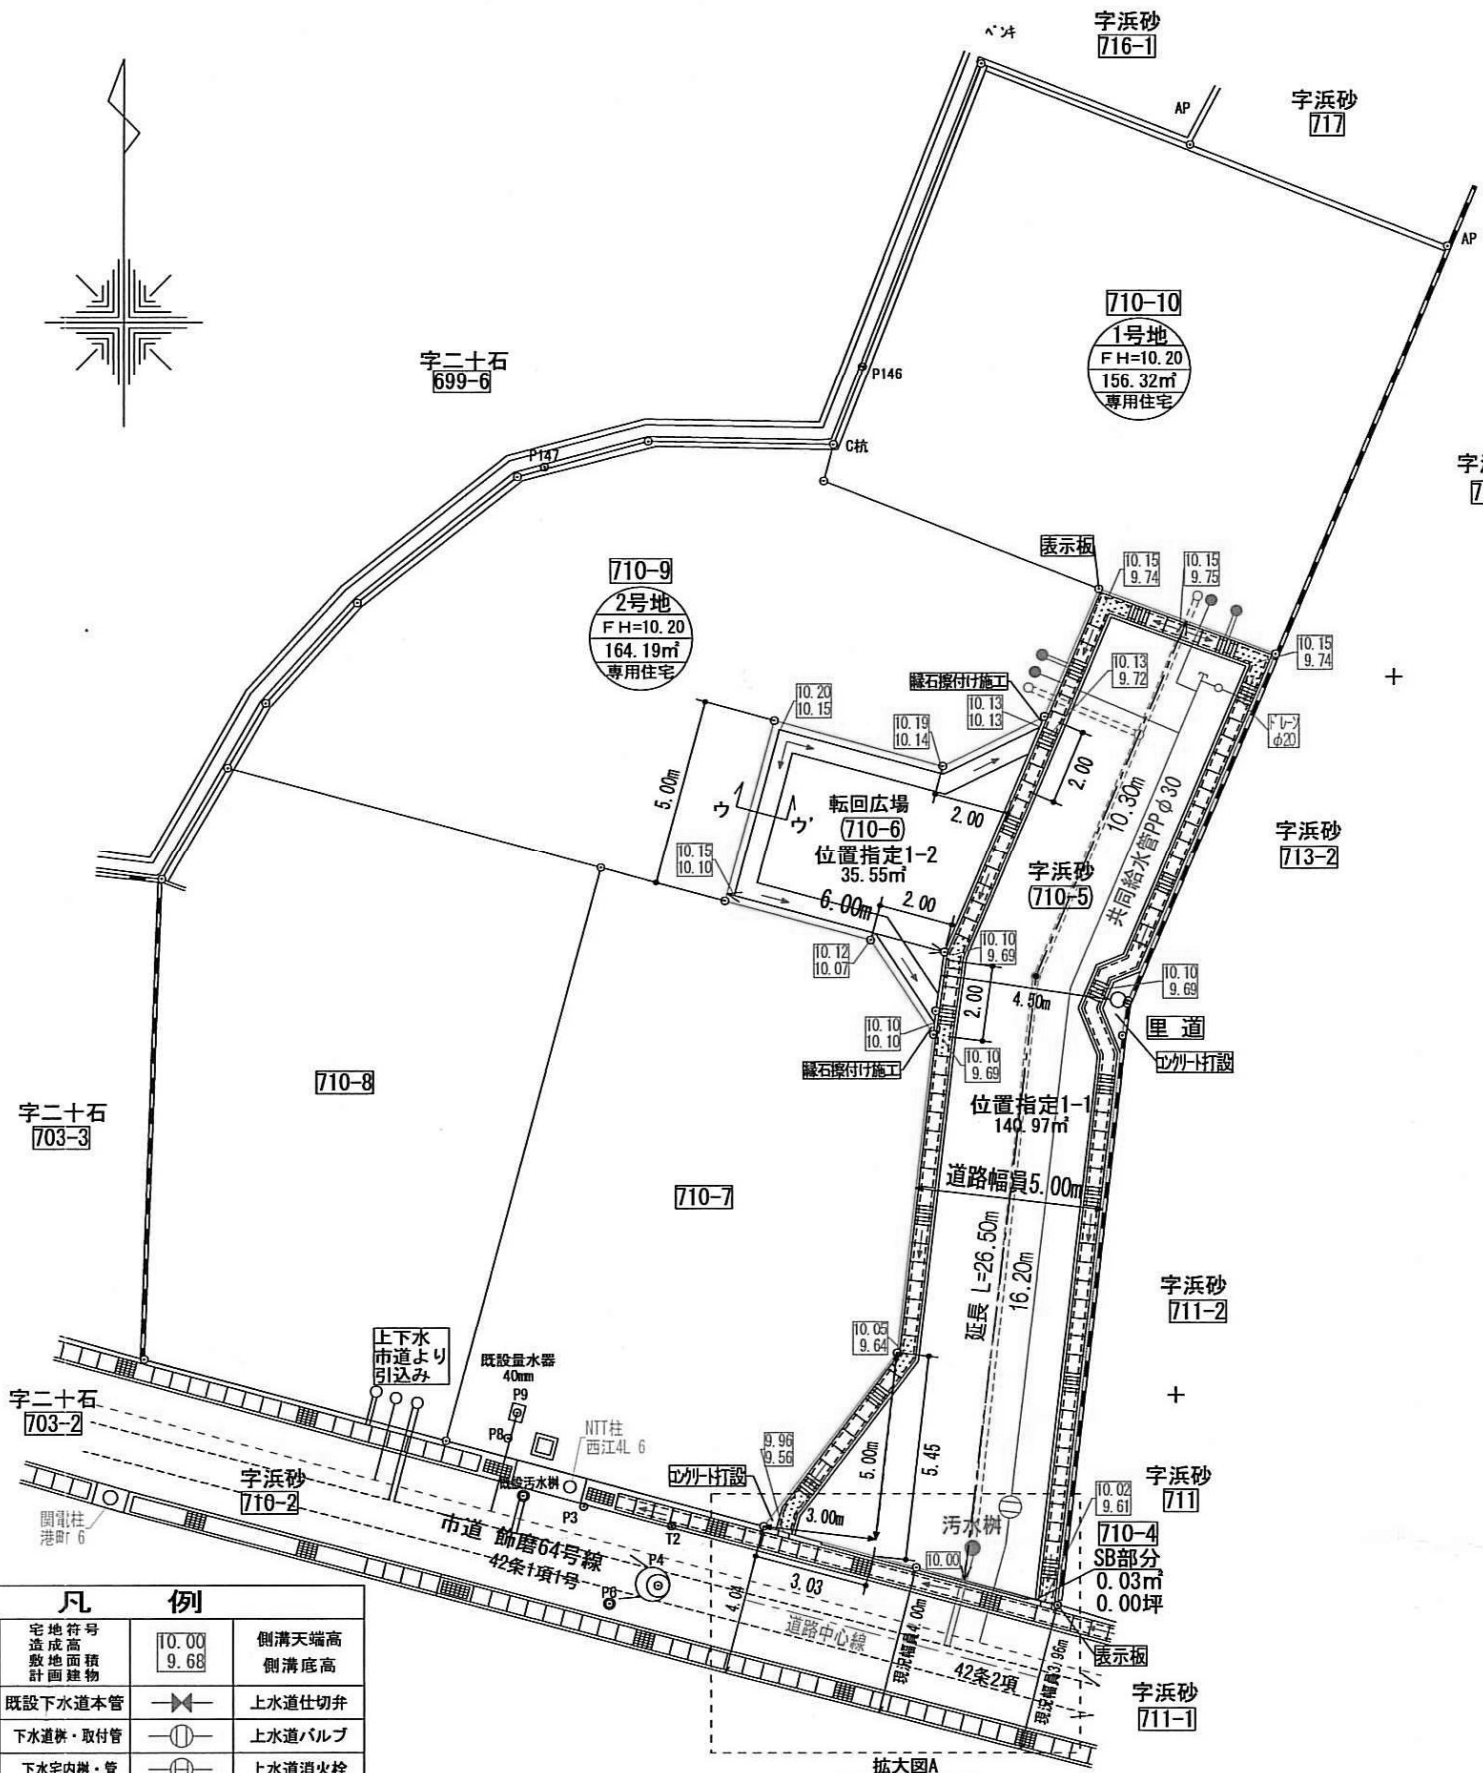 ペンキ
字浜砂
716-1
AP
字浜砂
717
AP
710-10
1号地
FH=10.20
156.32㎡
専用住宅
字二十石
699-6
P146
C杭
P147
710-9
2号地
FH=10.20
164.19㎡
専用住宅
表示板
10.15
9.74
10.15
9.75
10.15
9.74
10.13
9.72
縁石擦付け施工
10.13
10.13
10.20
10.15
10.19
10.14
ドレーン
φ20
5.00m
ウ
ウ'
転回広場
(710-6)
位置指定1-2
35.55㎡
2.00
2.00
10.30m
共同給水管PPφ30
字浜砂
713-2
字浜砂
(710-5)
10.15
10.10
6.00m
2.00
10.12
10.07
10.10
9.69
4.50m
2.00
10.10
9.69
里道
コンクリート打設
10.10
10.10
縁石擦付け施工
10.10
9.69
位置指定1-1
140.97㎡
710-8
字二十石
703-3
710-7
道路幅員5.00m
延長 L=26.50m
16.20m
字浜砂
711-2
10.05
9.64
上下水
市道より
引込み
既設量水器
40mm
P9
P8
NTT柱
西江4L 6
字二十石
703-2
字浜砂
710-2
関電柱
港町 6
既設汚水桝
P3
市道 飾磨64号線
42条1項1号
T2
P4
P6
コンクリート打設
9.96
9.56
5.00m
5.45
3.00m
3.03
4.04
汚水桝
10.00
10.02
9.61
字浜砂
711
710-4
SB部分
0.03㎡
0.00坪
道路中心線
現況幅員4.00m
42条2項
現況幅員3.96m
表示板
字浜砂
711-1
拡大図A
凡 例
宅地符号
造成高
敷地面積
計画建物
10.00
9.68
側溝天端高
側溝底高
既設下水道本管
上水道仕切弁
下水道桝・取付管
上水道バルブ
下水宅内桝・管
上水道消火栓